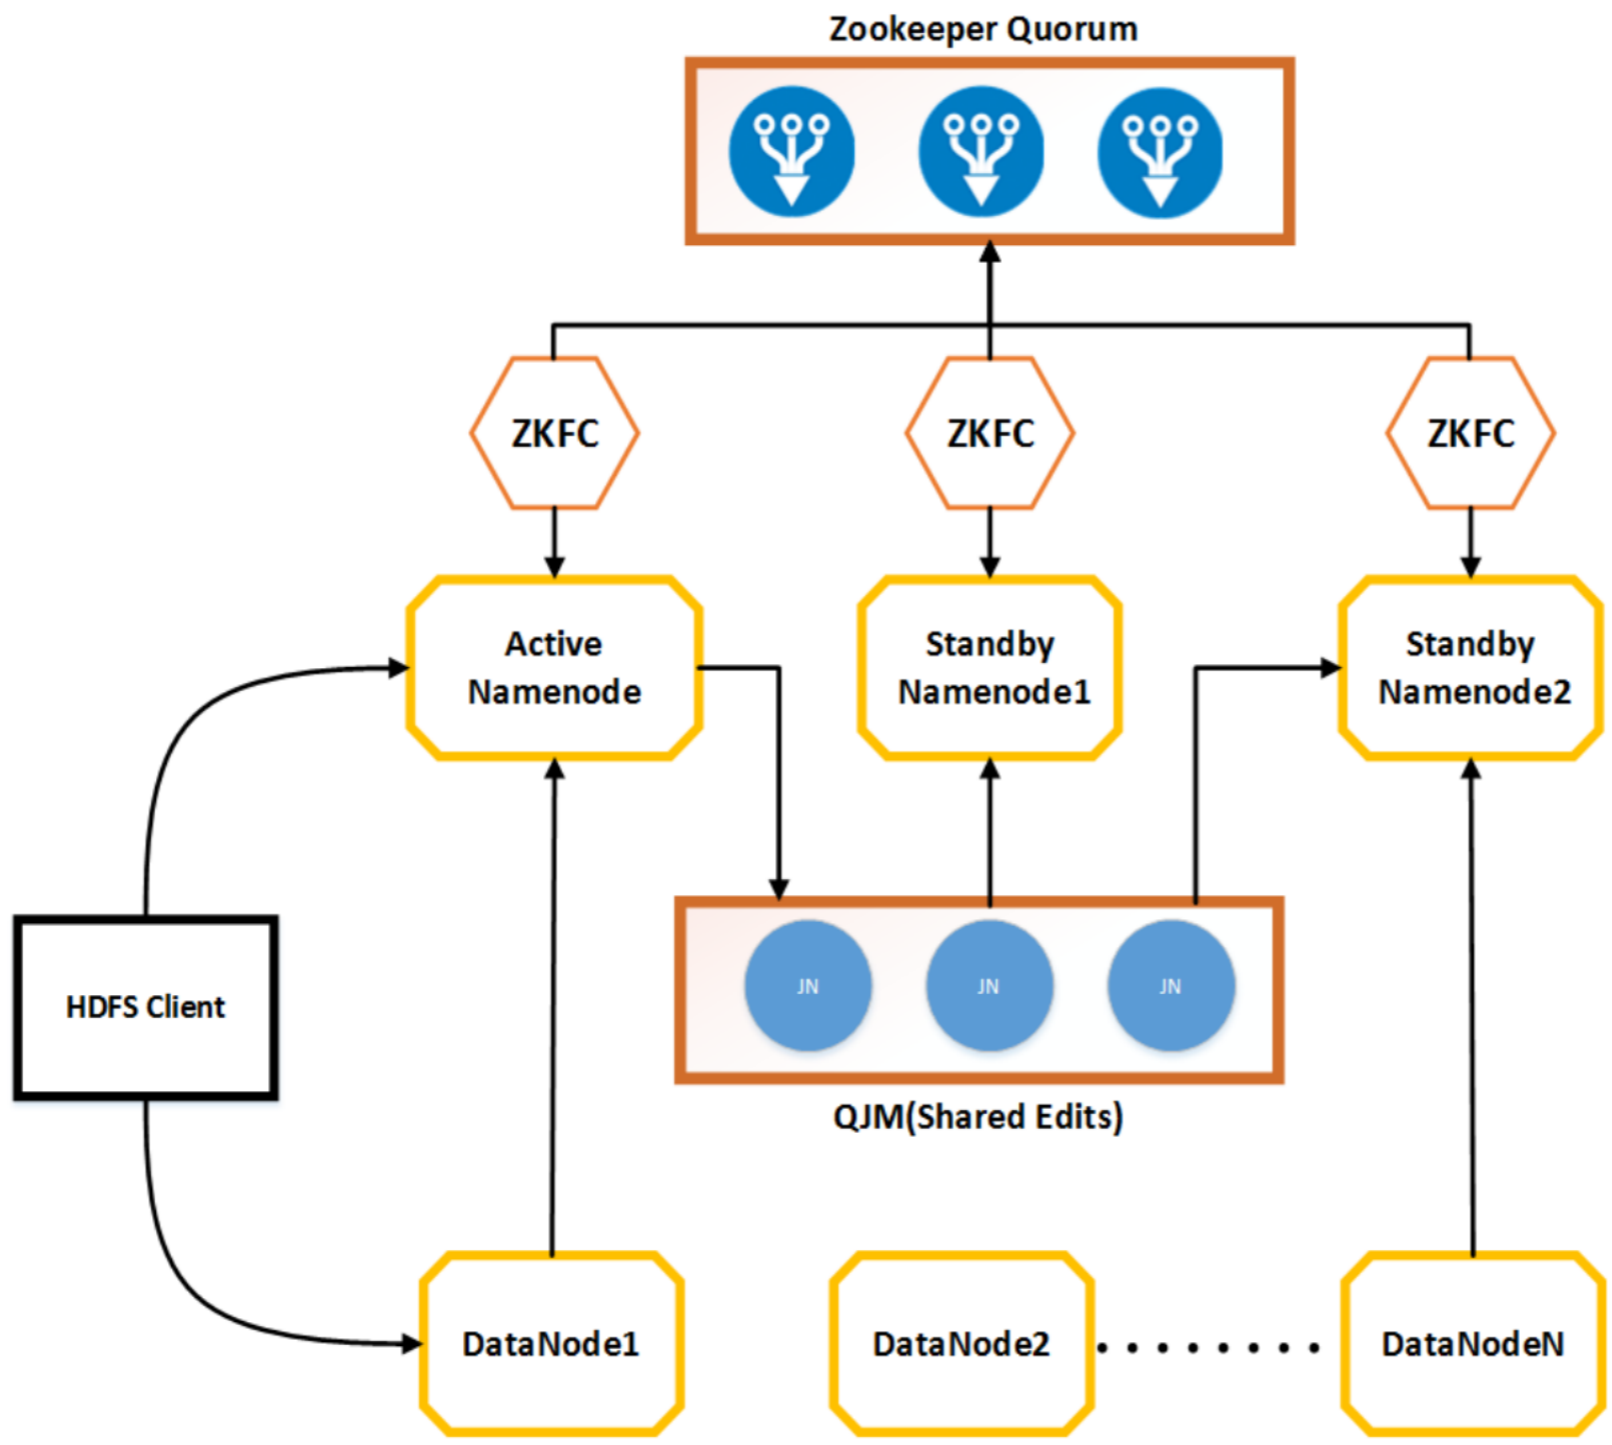 Zookeeper Quorum
ZKFC
ZKFC
ZKFC
Active
Namenode
Standby
Namenode1
Standby
Namenode2
HDFS Client
JN
JN
JN
QJM(Shared Edits)
DataNode1
DataNode2
DataNodeN